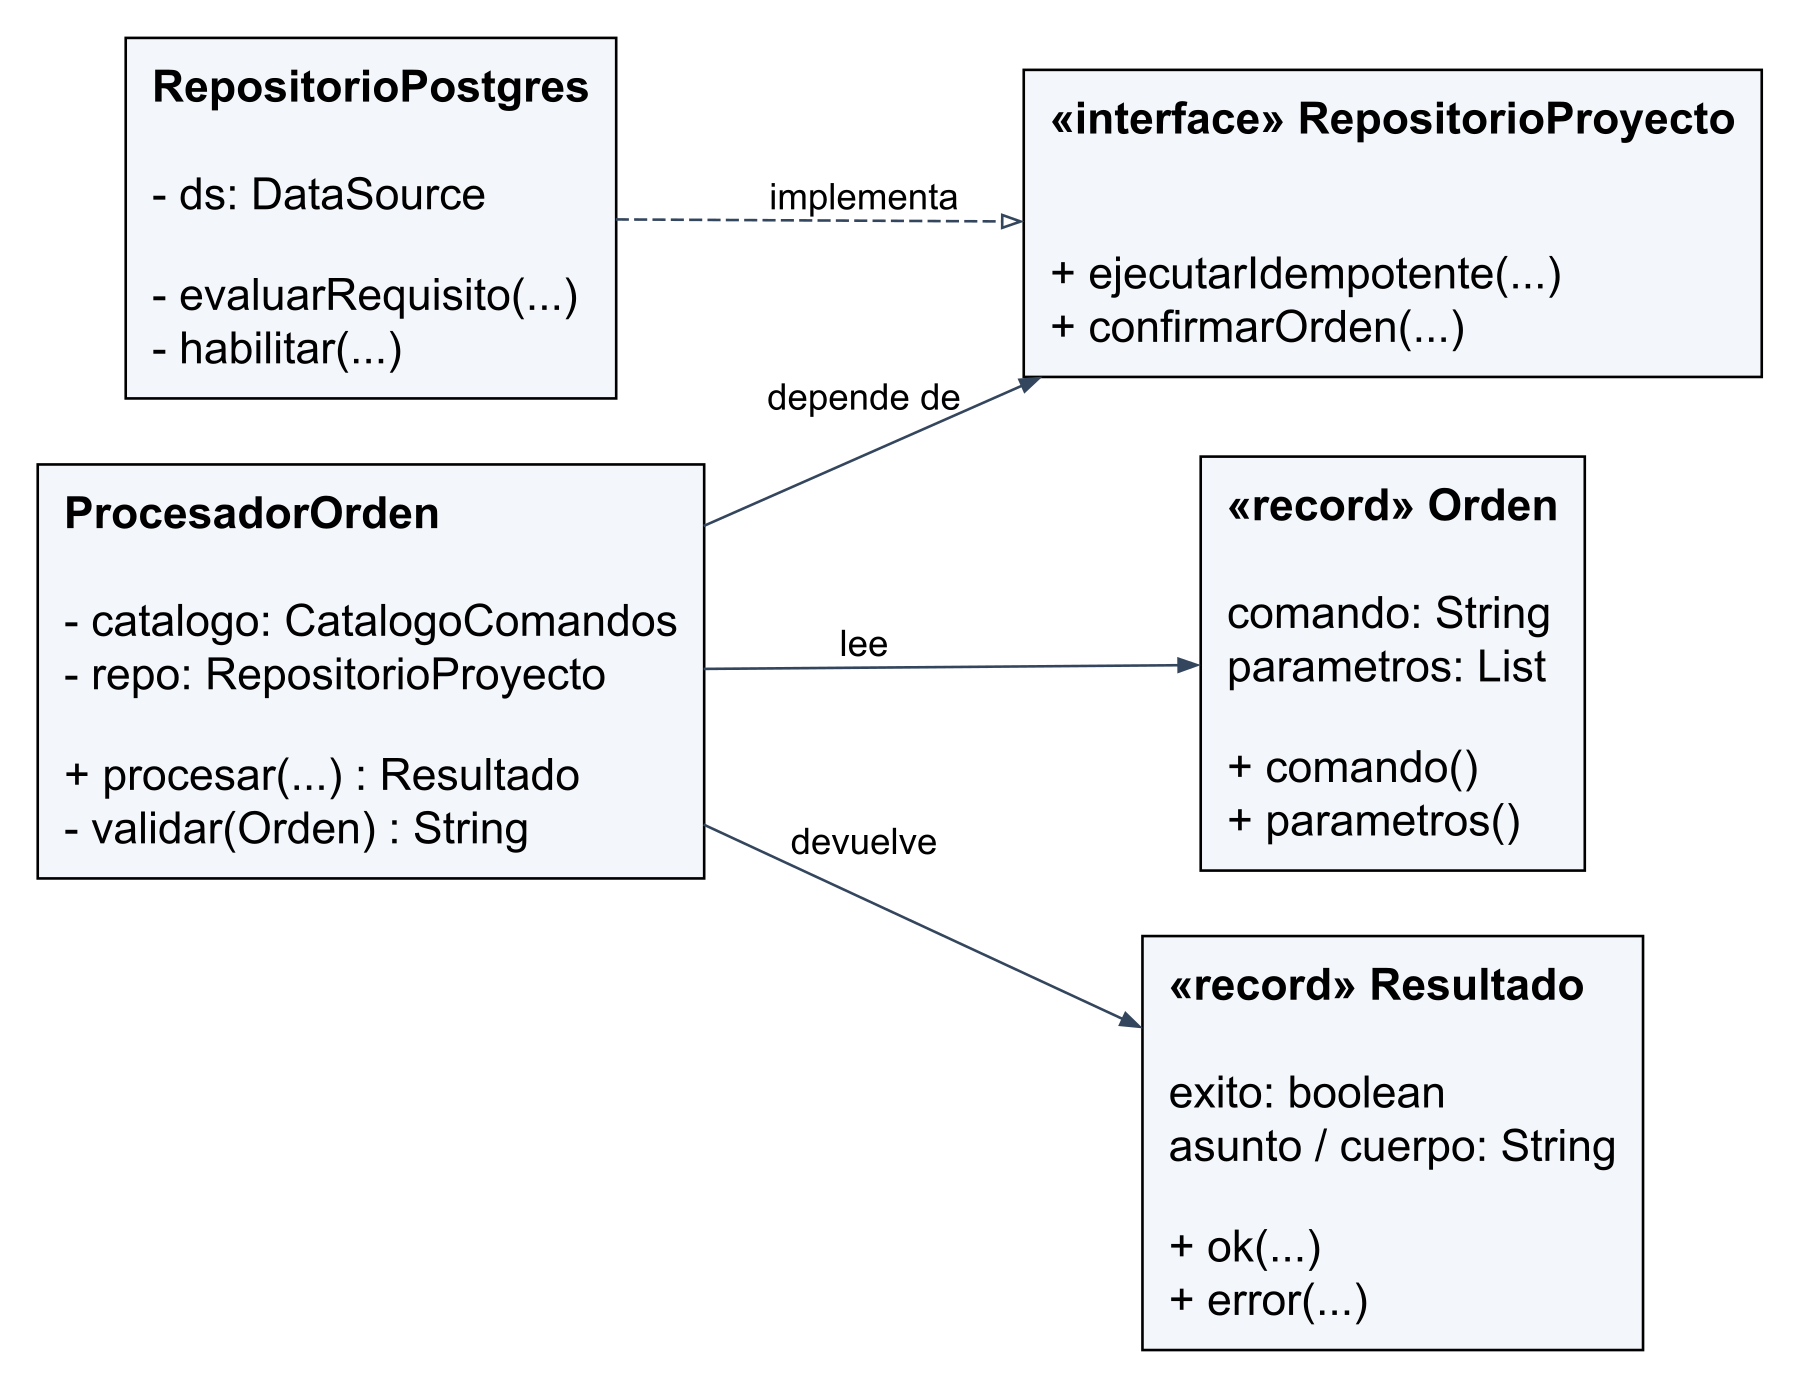 RepositorioPostgres
- ds: DataSource
- evaluarRequisito(...)
- habilitar(...)
implementa
«interface» RepositorioProyecto
+ ejecutarIdempotente(...)
+ confirmarOrden(...)
depende de
ProcesadorOrden
- catalogo: CatalogoComandos
- repo: RepositorioProyecto
+ procesar(...) : Resultado
- validar(Orden) : String
lee
«record» Orden
comando: String
parametros: List
+ comando()
+ parametros()
devuelve
«record» Resultado
exito: boolean
asunto / cuerpo: String
+ ok(...)
+ error(...)